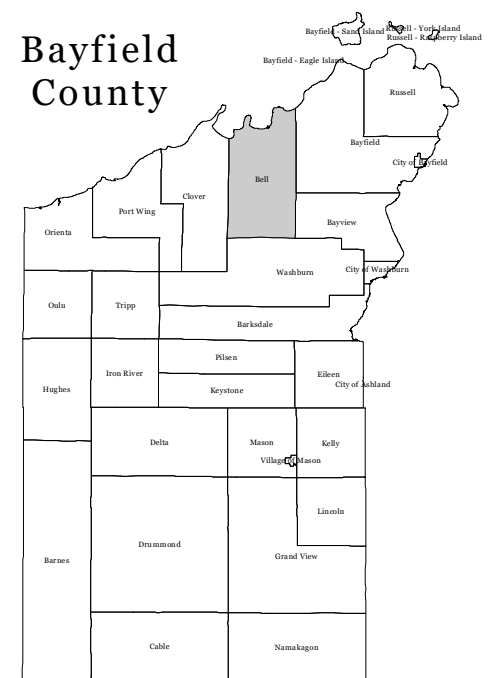 Bayfield
County
Bayfield - Sand Island
Russell - York Island
Russell - Raspberry Island
Bayfield - Eagle Island
Russell
Bayfield
City of Bayfield
Bell
Clover
Port Wing
Orienta
Bayview
Washburn
City of Washburn
Oulu
Tripp
Barksdale
Pilsen
Iron River
Eileen
City of Ashland
Hughes
Keystone
Delta
Mason
Kelly
Village of Mason
Lincoln
Drummond
Grand View
Barnes
Cable
Namakagon